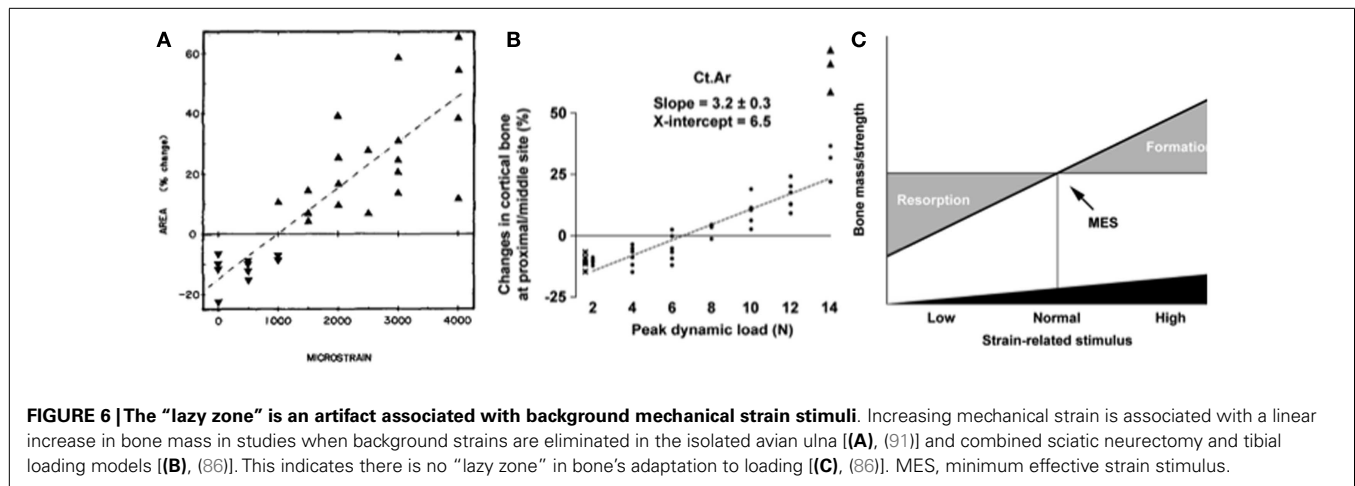 A
60
40
20
0
-20
AREA (% change)
0 1000 2000 3000 4000
MICROSTRAIN
B
Ct.Ar
Slope = 3.2 ± 0.3
X-intercept = 6.5
50
25
0
-25
Changes in cortical bone
at proximal/middle site (%)
2 4 6 8 10 12 14
Peak dynamic load (N)
C
Bone mass/strength
Formation
Resorption
MES
Low Normal High
Strain-related stimulus
FIGURE 6 | The “lazy zone” is an artifact associated with background mechanical strain stimuli. Increasing mechanical strain is associated with a linear
increase in bone mass in studies when background strains are eliminated in the isolated avian ulna [(A), (91)] and combined sciatic neurectomy and tibial
loading models [(B), (86)]. This indicates there is no “lazy zone” in bone’s adaptation to loading [(C), (86)]. MES, minimum effective strain stimulus.